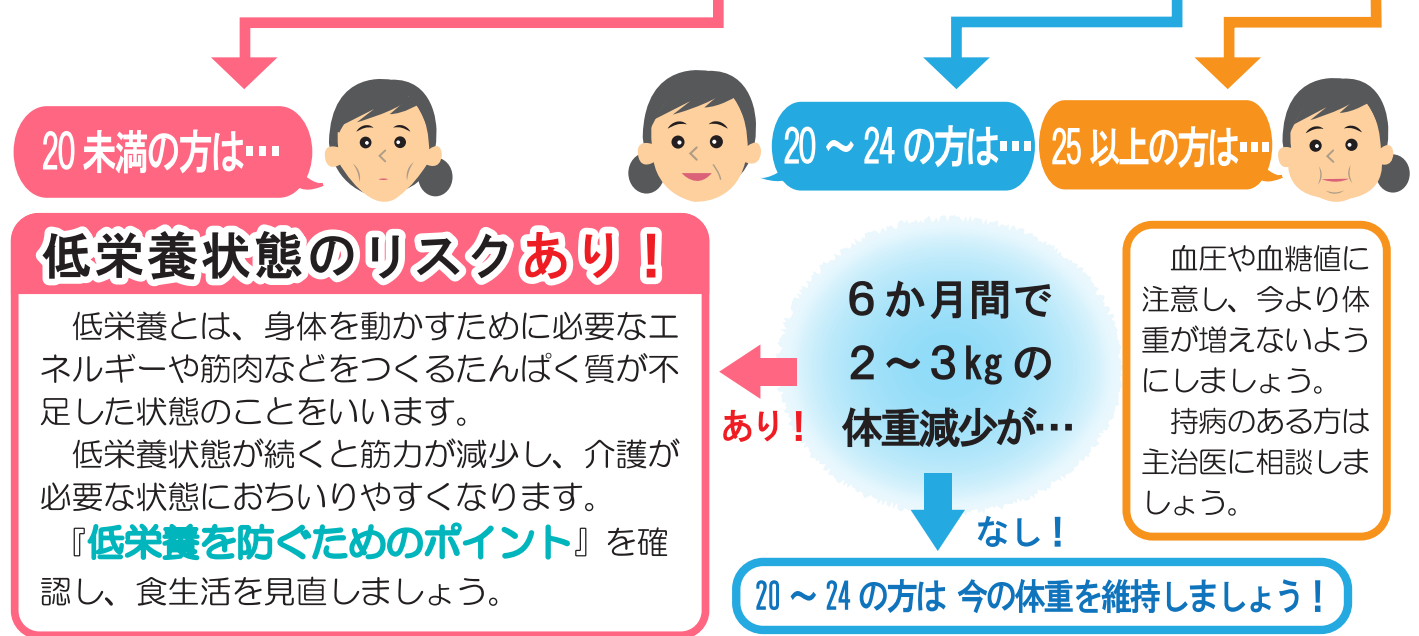 20 未満の方は…
20 ～ 24 の方は…
25 以上の方は…
低栄養状態のリスクあり！
　低栄養とは、身体を動かすために必要なエ
ネルギーや筋肉などをつくるたんぱく質が不
足した状態のことをいいます。
　低栄養状態が続くと筋力が減少し、介護が
必要な状態におちいりやすくなります。
　『低栄養を防ぐためのポイント』を確
認し、食生活を見直しましょう。
６か月間で
２～３kg の
体重減少が…
あり！
なし！
20 ～ 24 の方は 今の体重を維持しましょう！
　血圧や血糖値に
注意し、今より体
重が増えないよう
にしましょう。
　持病のある方は
主治医に相談しま
しょう。